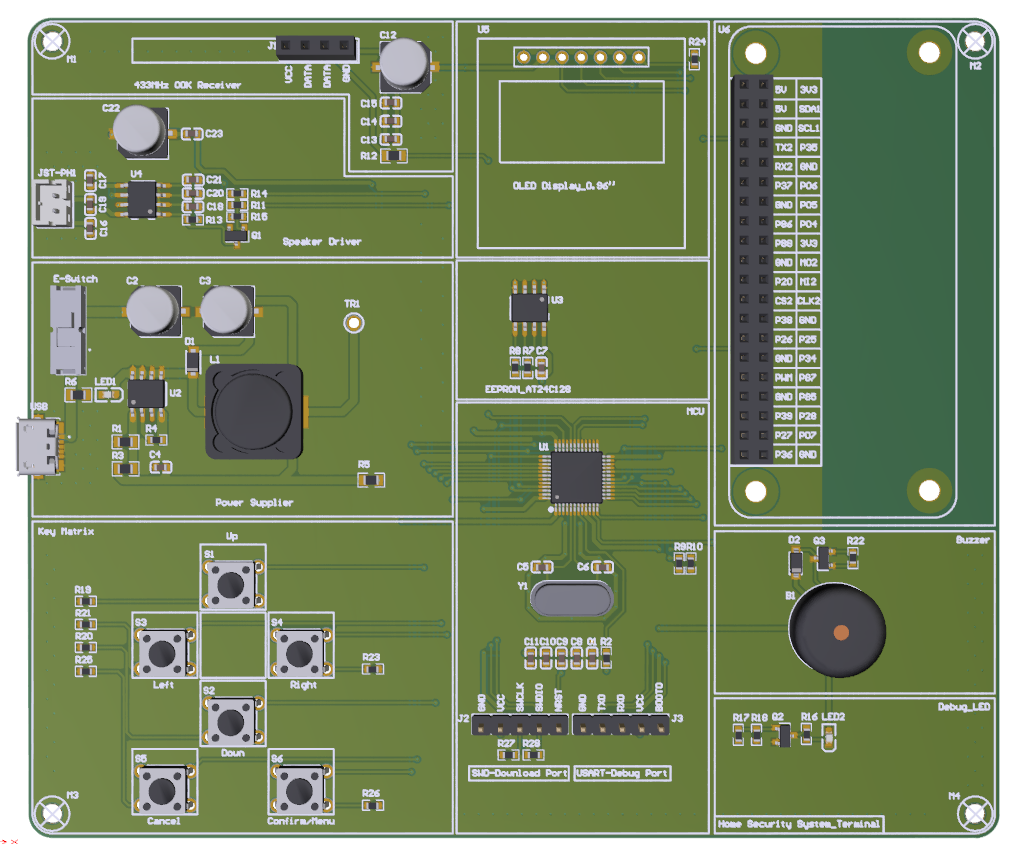 M1
J1
VCC
DATA
DATA
GND
C12
433MHz OOK Receiver
C15
C14
C13
R12
C22
C23
JST-PH1
C17
C18
C16
U4
C21
C20
C19
R13
R14
R11
R15
Q1
Speaker Driver
U5
R24
OLED Display_0.96"
U6
M2
5V 3V3
5V SDA1
GND SCL1
TX2 P35
RX2 GND
P37 P06
GND P05
P86 P04
P88 3V3
GND MO2
P20 MI2
CS2 CLK2
P38 GND
P26 P25
GND P34
PWM P87
GND P85
P39 P28
P27 P07
P36 GND
E-Switch
C2
C3
TR1
D1
L1
R6
LED1
U2
USB
R1
R4
R3
C4
R5
Power Supplier
U3
R8
R7
C7
EEPROM_AT24C128
MCU
U1
R9
R10
C5
C6
Y1
C11
C10
C9
C8
R2
GND
VCC
SWCLK
SWDIO
NRST
GND
TXD
RXD
VCC
BOOT0
J2
J3
R27
R28
SWD-Download Port
USART-Debug Port
Key Matrix
Up
S1
R19
R21
R20
R25
S3
S4
Left
Right
R23
S2
Down
S5
S6
Cancel
Confirm/Menu
R26
M3
Buzzer
D2
Q3
R22
B1
Debug_LED
R17
R18
Q2
R16
LED2
M4
Home Security System_Terminal